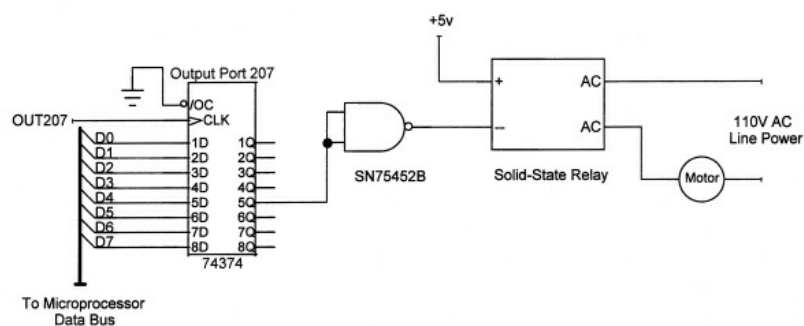 +5v
Output Port 207
/OC
OUT207
CLK
D0 1D 1Q
D1 2D 2Q
D2 3D 3Q
D3 4D 4Q
D4 5D 5Q
D5 6D 6Q
D6 7D 7Q
D7 8D 8Q
74374
To Microprocessor
Data Bus
SN75452B
+ AC
– AC
Solid-State Relay
110V AC
Line Power
Motor